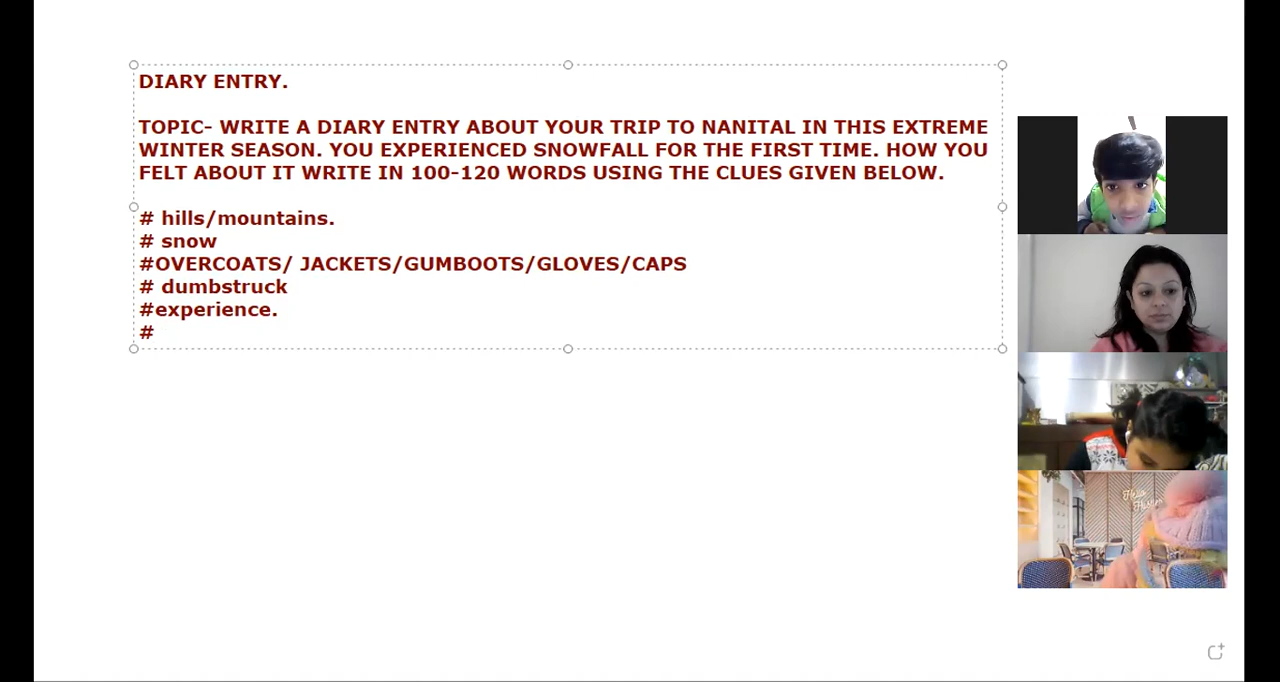 DIARY ENTRY.
TOPIC- WRITE A DIARY ENTRY ABOUT YOUR TRIP TO NANITAL IN THIS EXTREME
WINTER SEASON. YOU EXPERIENCED SNOWFALL FOR THE FIRST TIME. HOW YOU
FELT ABOUT IT WRITE IN 100-120 WORDS USING THE CLUES GIVEN BELOW.
# hills/mountains.
# snow
#OVERCOATS/ JACKETS/GUMBOOTS/GLOVES/CAPS
# dumbstruck
#experience.
#
Hello